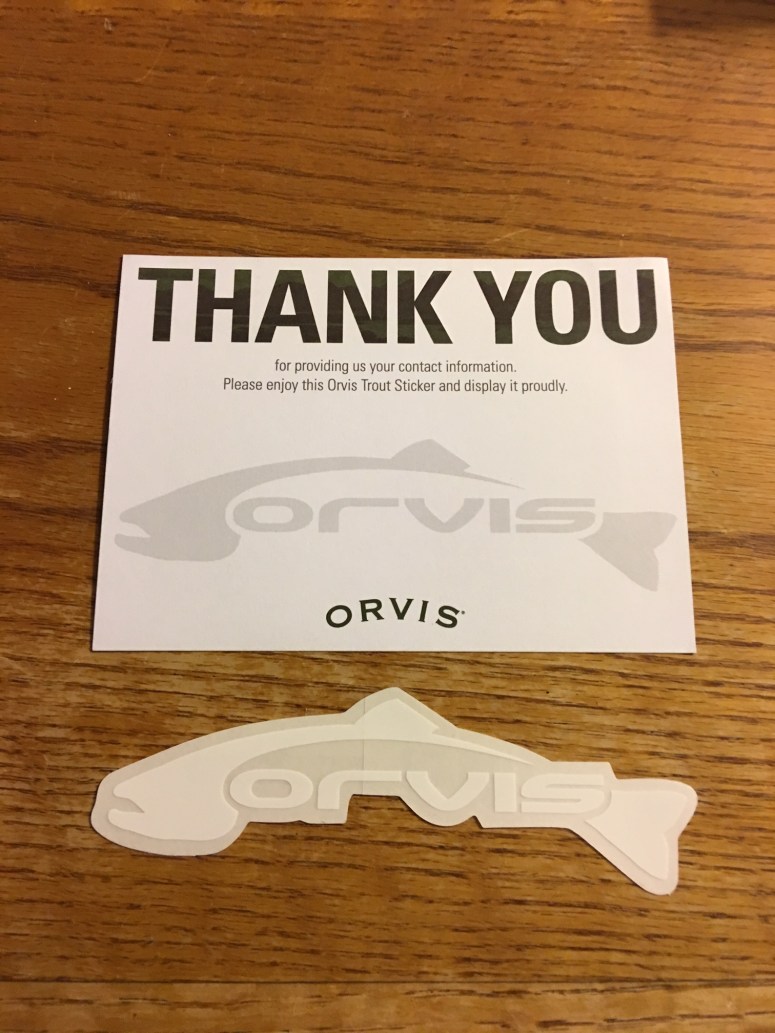 THANK YOU
for providing us your contact information.
Please enjoy this Orvis Trout Sticker and display it proudly.
orvis
ORVIS®
orvis